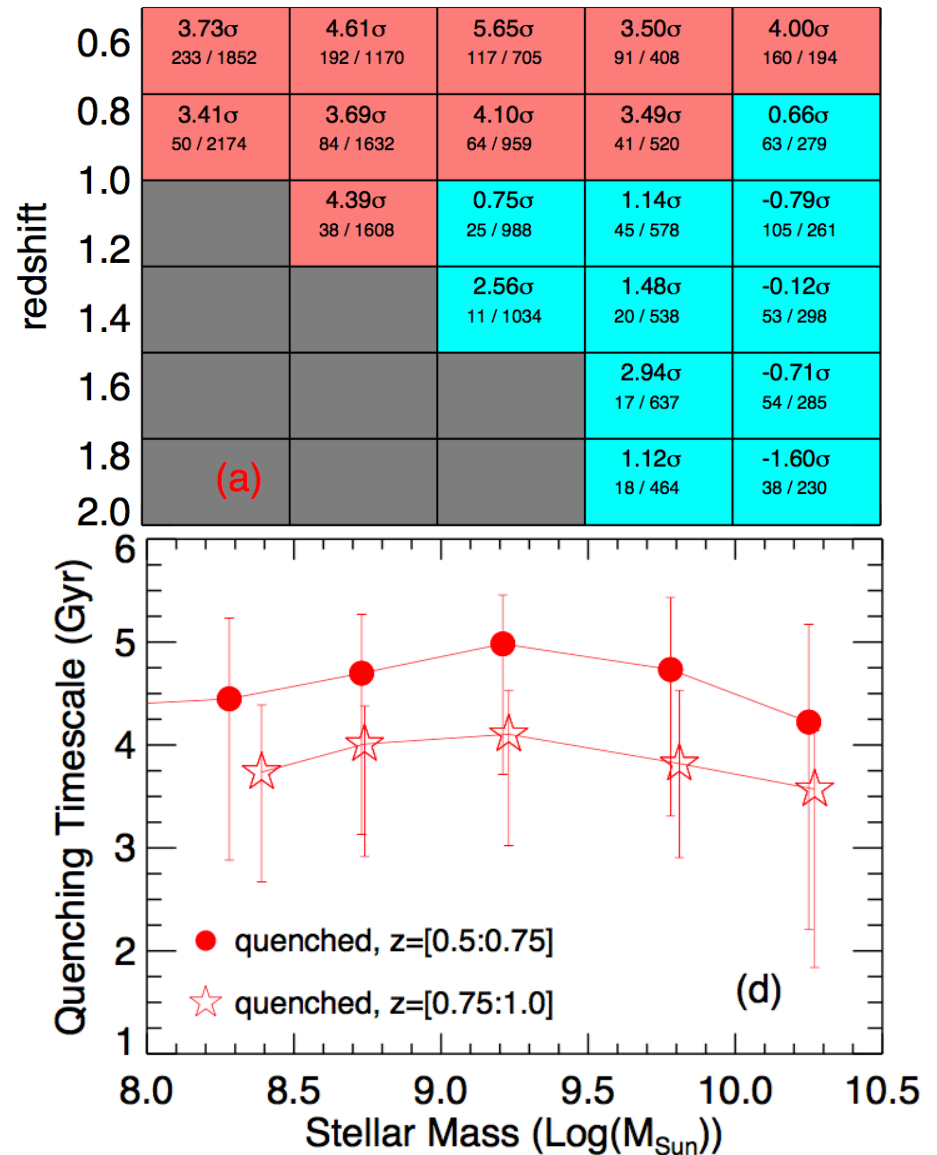 0.6
3.73σ 4.61σ 5.65σ 3.50σ 4.00σ
233 / 1852 192 / 1170 117 / 705 91 / 408 160 / 194
0.8
3.41σ 3.69σ 4.10σ 3.49σ 0.66σ
50 / 2174 84 / 1632 64 / 959 41 / 520 63 / 279
1.0
4.39σ 0.75σ 1.14σ -0.79σ
38 / 1608 25 / 988 45 / 578 105 / 261
1.2
redshift
2.56σ 1.48σ -0.12σ
11 / 1034 20 / 538 53 / 298
1.4
2.94σ -0.71σ
17 / 637 54 / 285
1.6
1.8
1.12σ -1.60σ
(a)
18 / 464 38 / 230
2.0
6
5
4
3
2
1
Quenching Timescale (Gyr)
quenched, z=[0.5:0.75]
quenched, z=[0.75:1.0]
(d)
8.0 8.5 9.0 9.5 10.0 10.5
Stellar Mass (Log(M_Sun))